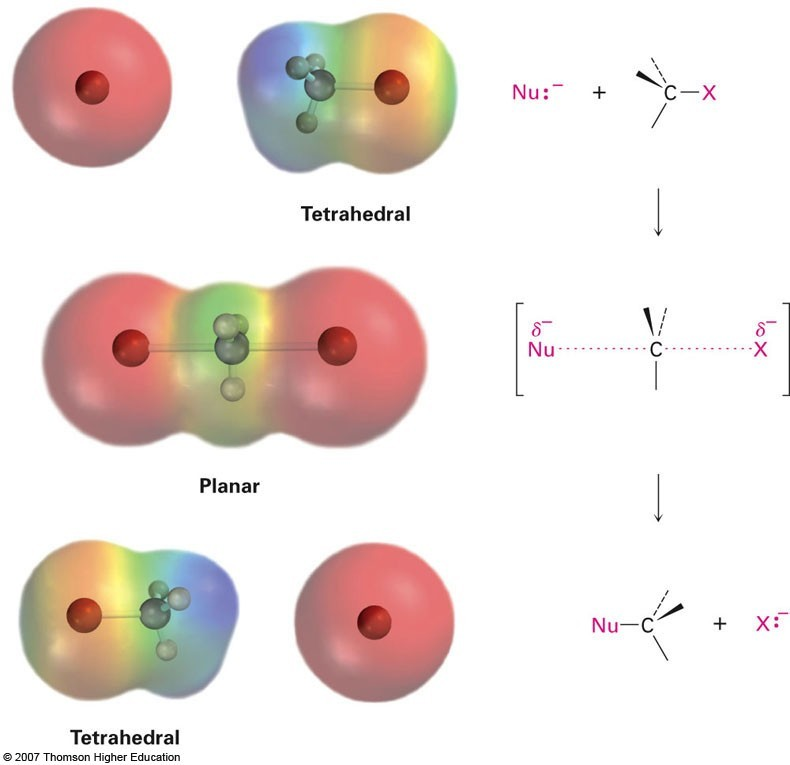 Nu:⁻ + C—X
Tetrahedral
δ⁻ δ⁻
Nu C X
Planar
Nu—C + X:⁻
Tetrahedral
© 2007 Thomson Higher Education